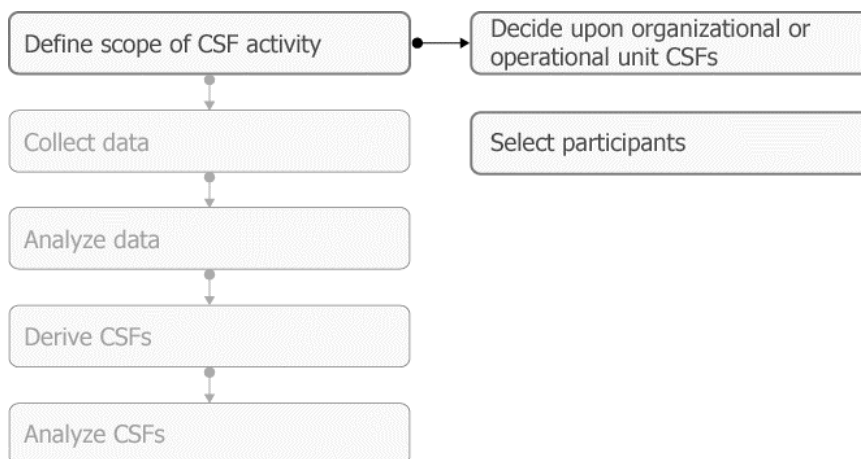 Define scope of CSF activity
Decide upon organizational or
operational unit CSFs
Collect data
Select participants
Analyze data
Derive CSFs
Analyze CSFs